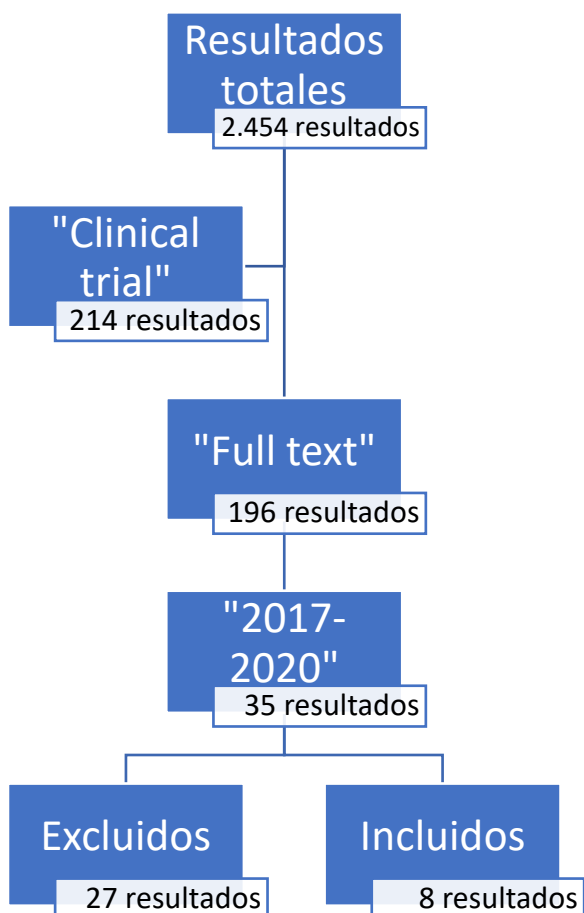 Resultados
totales
2.454 resultados
"Clinical
trial"
214 resultados
"Full text"
196 resultados
"2017-
2020"
35 resultados
Excluidos
27 resultados
Incluidos
8 resultados